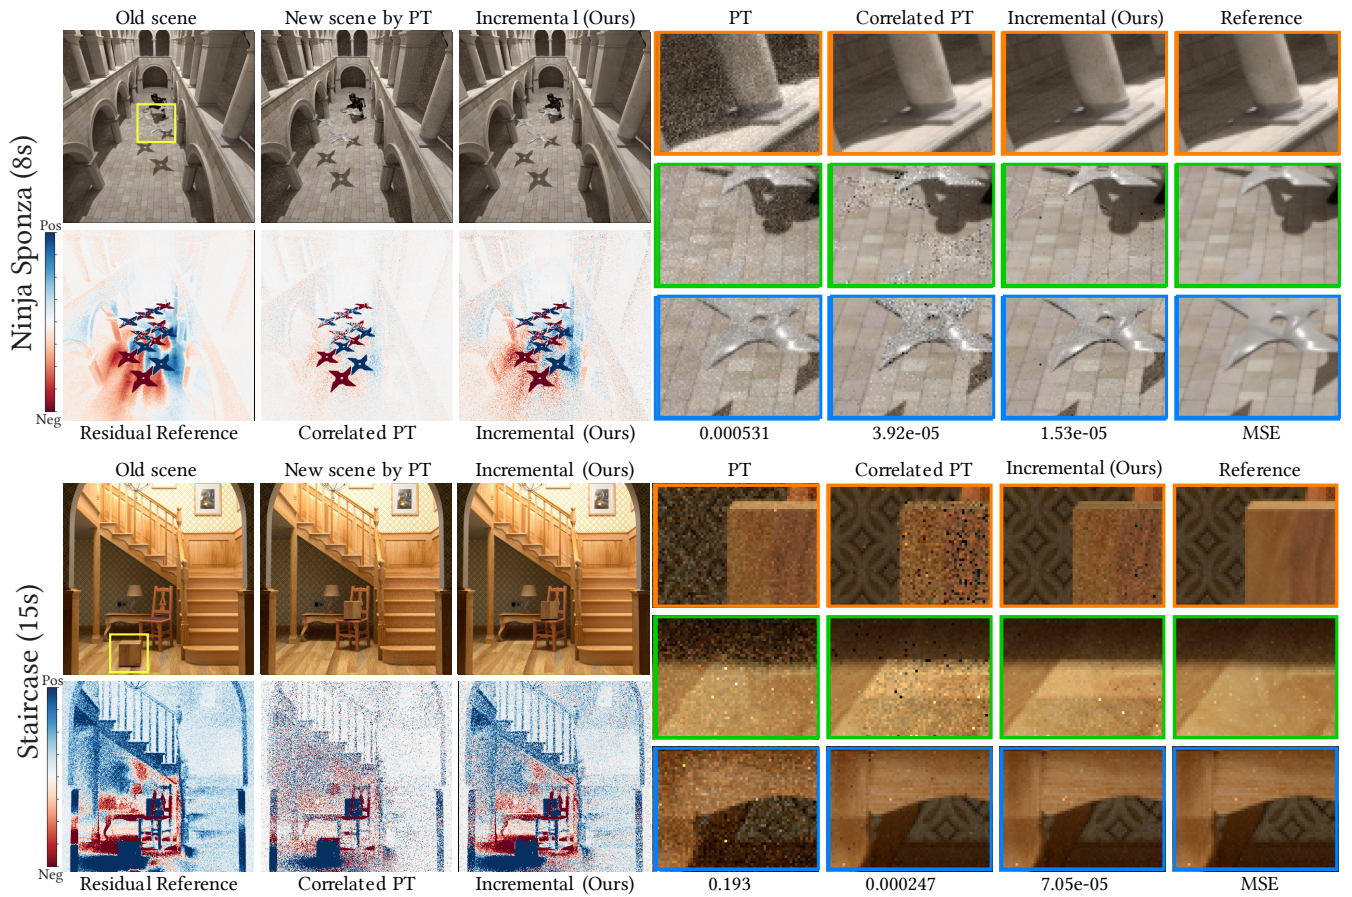 Old scene
New scene by PT
Incremental (Ours)
PT
Correlated PT
Incremental (Ours)
Reference
Ninja Sponza (8s)
Pos
Neg
Residual Reference
Correlated PT
Incremental (Ours)
0.000531
3.92e-05
1.53e-05
MSE
Old scene
New scene by PT
Incremental (Ours)
PT
Correlated PT
Incremental (Ours)
Reference
Staircase (15s)
Pos
Neg
Residual Reference
Correlated PT
Incremental (Ours)
0.193
0.000247
7.05e-05
MSE